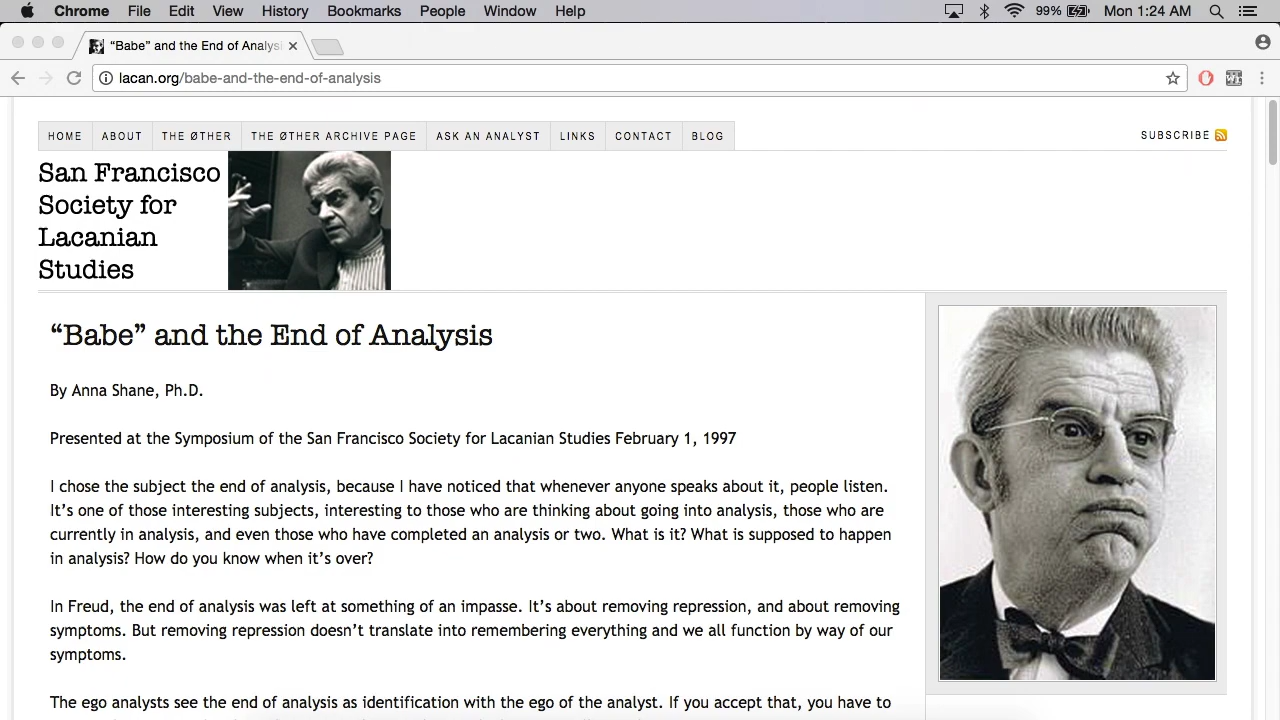 Chrome File Edit View History Bookmarks People Window Help 99% Mon 1:24 AM
“Babe” and the End of Analysi
lacan.org/babe-and-the-end-of-analysis
HOME ABOUT THE ØTHER THE ØTHER ARCHIVE PAGE ASK AN ANALYST LINKS CONTACT BLOG SUBSCRIBE
San Francisco
Society for
Lacanian
Studies
“Babe” and the End of Analysis
By Anna Shane, Ph.D.
Presented at the Symposium of the San Francisco Society for Lacanian Studies February 1, 1997
I chose the subject the end of analysis, because I have noticed that whenever anyone speaks about it, people listen.
It’s one of those interesting subjects, interesting to those who are thinking about going into analysis, those who are
currently in analysis, and even those who have completed an analysis or two. What is it? What is supposed to happen
in analysis? How do you know when it’s over?
In Freud, the end of analysis was left at something of an impasse. It’s about removing repression, and about removing
symptoms. But removing repression doesn’t translate into remembering everything and we all function by way of our
symptoms.
The ego analysts see the end of analysis as identification with the ego of the analyst. If you accept that, you have to